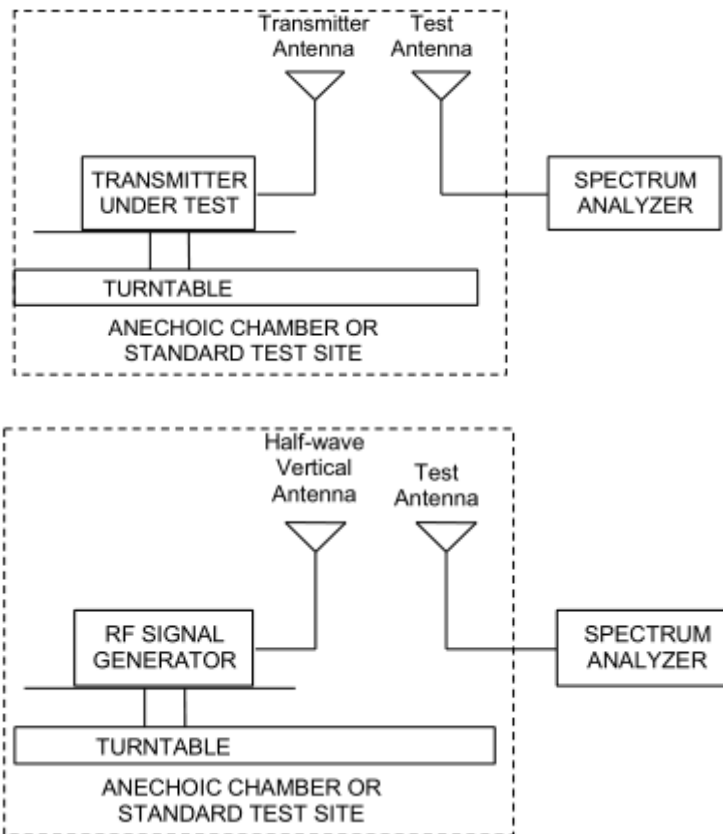 Transmitter
Antenna
Test
Antenna
TRANSMITTER
UNDER TEST
SPECTRUM
ANALYZER
TURNTABLE
ANECHOIC CHAMBER OR
STANDARD TEST SITE
Half-wave
Vertical
Antenna
Test
Antenna
RF SIGNAL
GENERATOR
SPECTRUM
ANALYZER
TURNTABLE
ANECHOIC CHAMBER OR
STANDARD TEST SITE